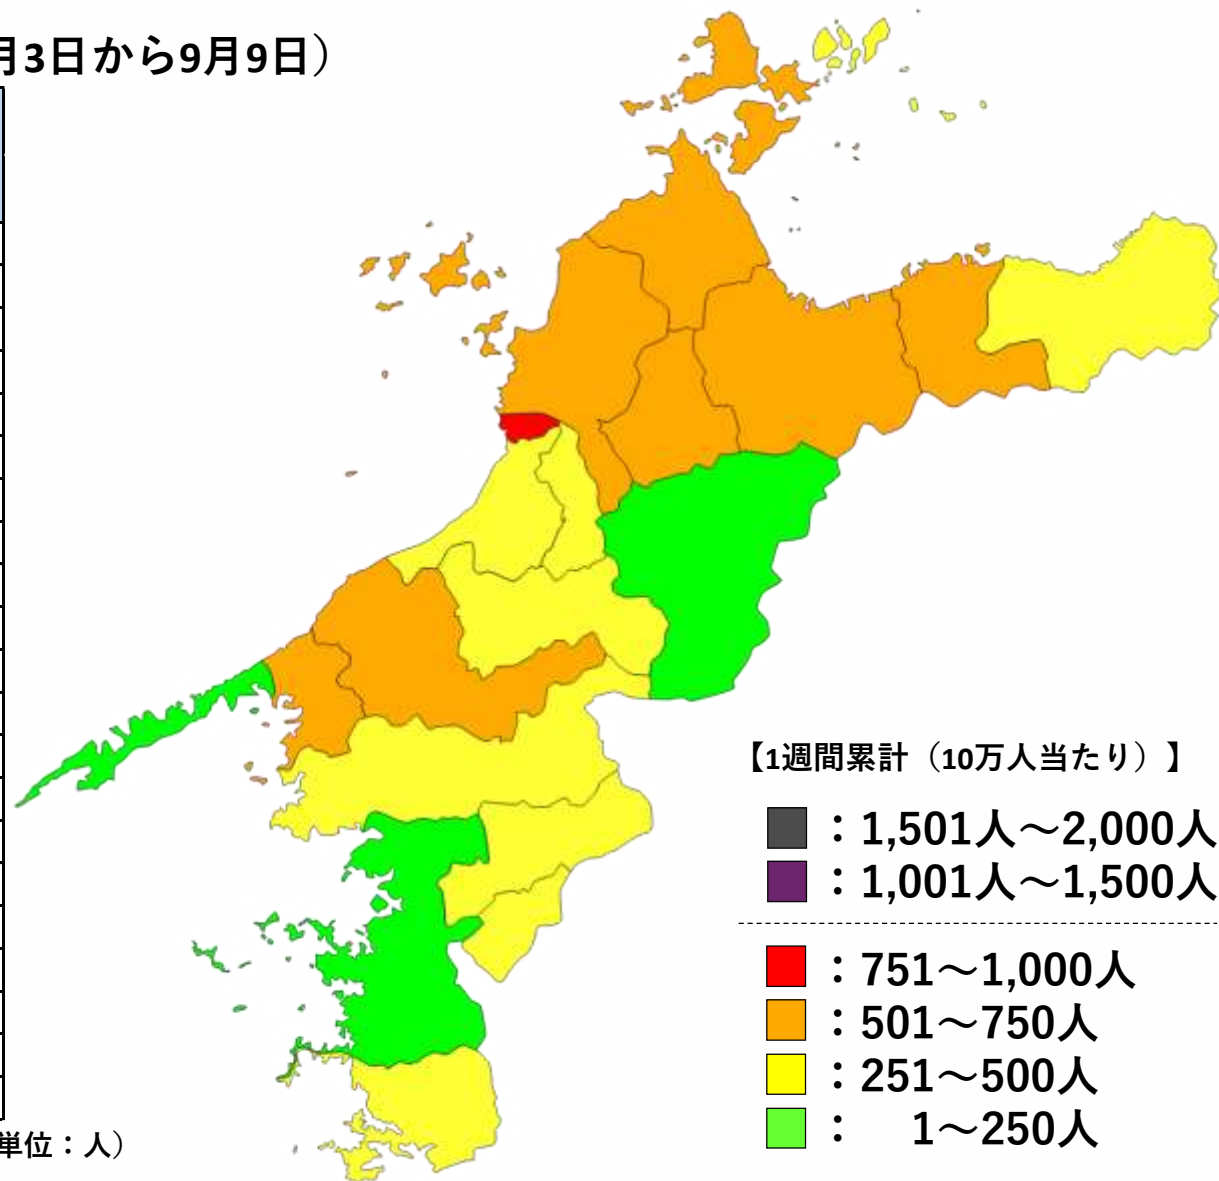 月3日から9月9日）
【1週間累計（10万人当たり）】
：1,501人～2,000人
：1,001人～1,500人
：751～1,000人
：501～750人
：251～500人
：　1～250人
単位：人）